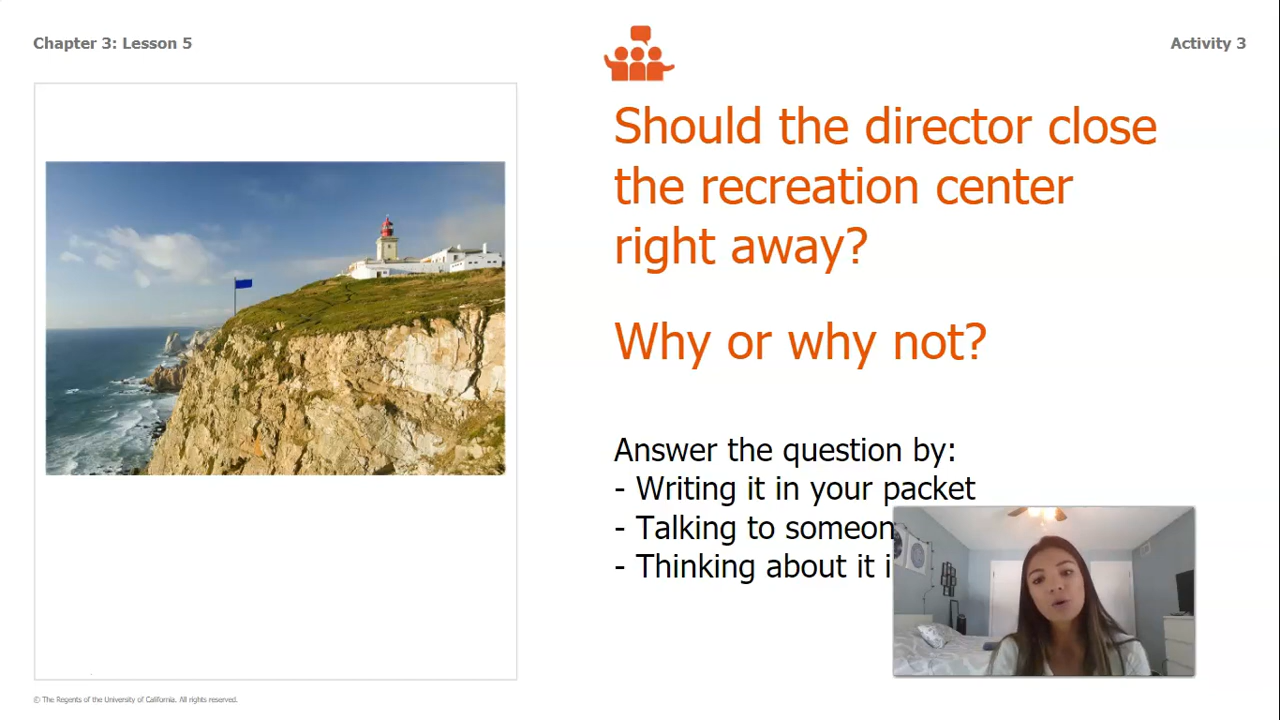 Chapter 3: Lesson 5
Activity 3
Should the director close
the recreation center
right away?
Why or why not?
Answer the question by:
- Writing it in your packet
- Talking to
- Thinking about it
© The Regents of the University of California. All rights reserved.